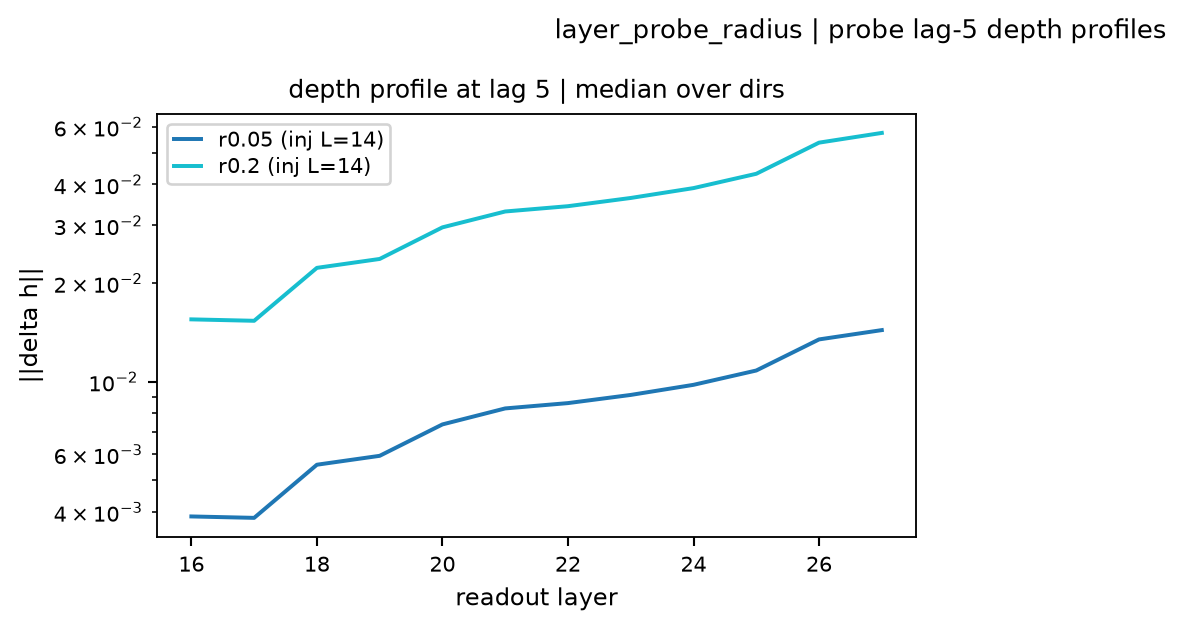 layer_probe_radius | probe lag-5 depth profiles
depth profile at lag 5 | median over dirs
r0.05 (inj L=14)
r0.2 (inj L=14)
||delta h||
6 × 10⁻²
4 × 10⁻²
3 × 10⁻²
2 × 10⁻²
10⁻²
6 × 10⁻³
4 × 10⁻³
16 18 20 22 24 26
readout layer